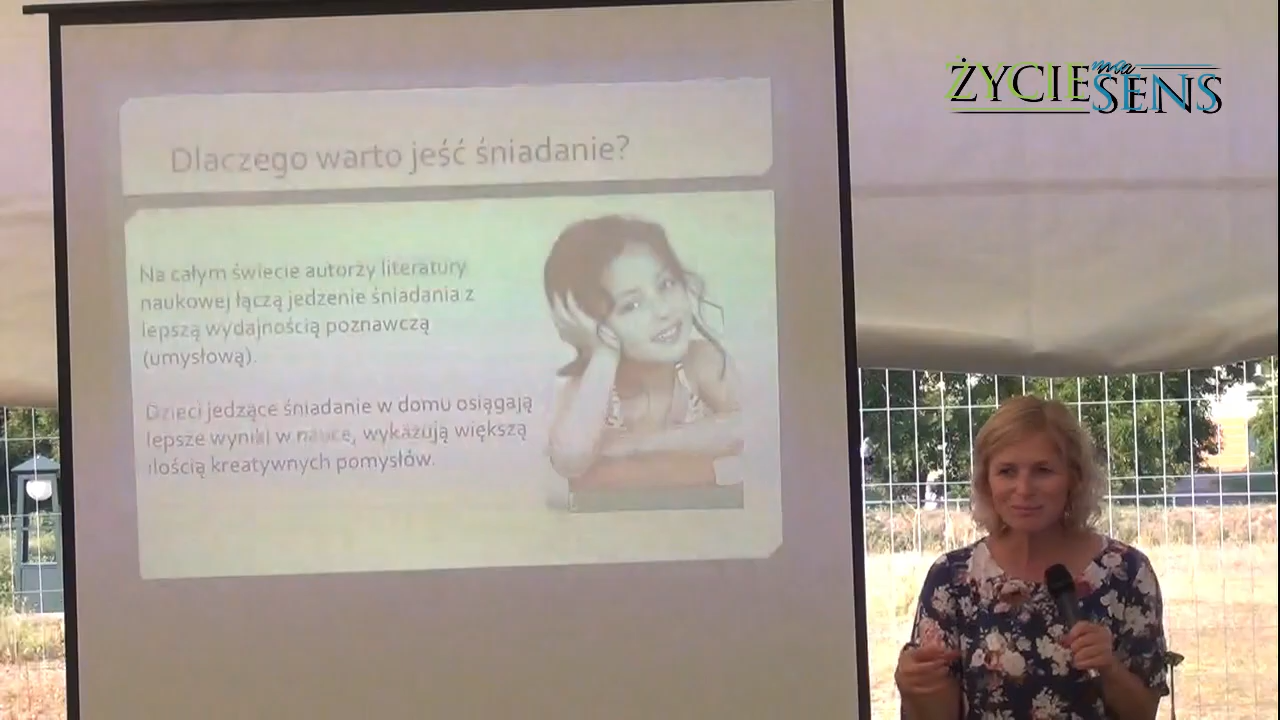 ŻYCIE ma SENS
Dlaczego warto jeść śniadanie?
Na całym świecie autorzy literatury
naukowej łączą jedzenie śniadania z
lepszą wydajnością poznawczą
(umysłową).
Dzieci jedzące śniadanie w domu osiągają
lepsze wyniki w nauce, wykazują większą
ilością kreatywnych pomysłów.